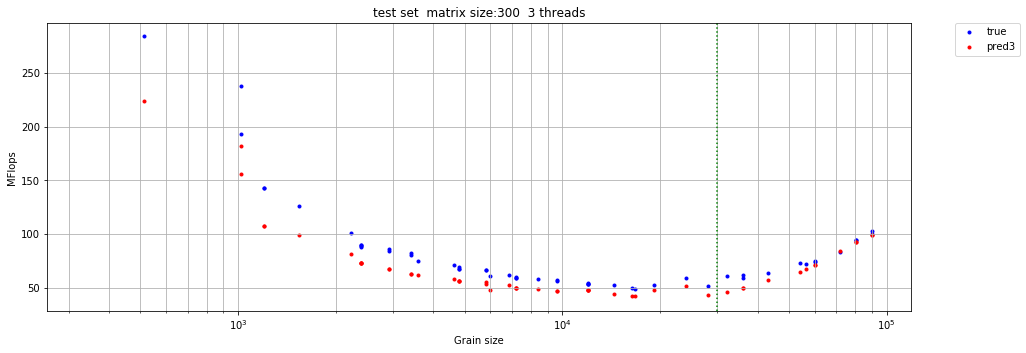 test set  matrix size:300  3 threads
true
pred3
MFlops
250
200
150
100
50
10³
10⁴
10⁵
Grain size